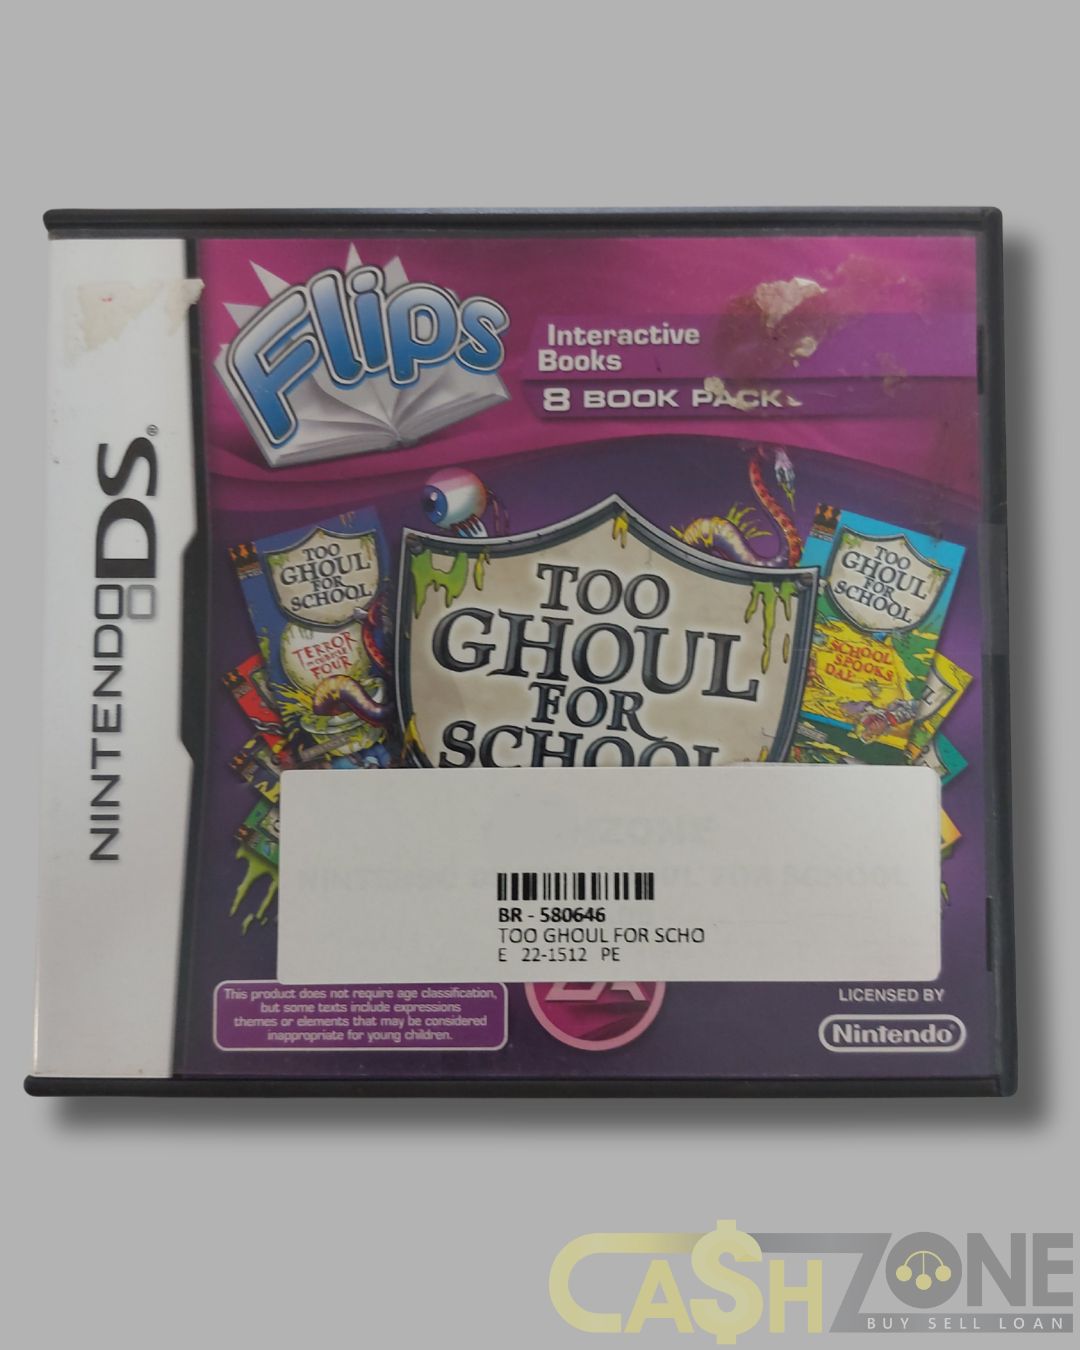 NINTENDO DS®
Flips
Interactive
Books
8 BOOK PACK
TOO
GHOUL
FOR
SCHOOL
TERROR
FOUR
TOO
GHOUL
FOR
SCHOOL
TOO
GHOUL
FOR
SCHOOL
SCHOOL
SPOOKS
DAY
BR - 580646
TOO GHOUL FOR SCHO
E 22-1512 PE
EA
This product does not require age classification,
but some texts include expressions
themes or elements that may be considered
inappropriate for young children.
LICENSED BY
Nintendo®
CA$HZONE
BUY SELL LOAN